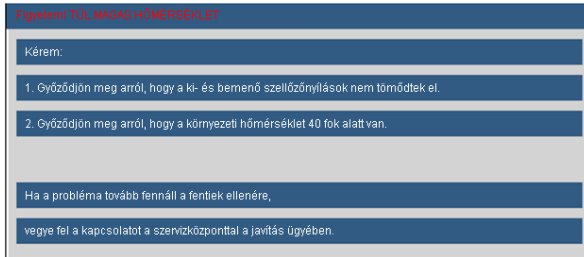 Figyelem! TÚL MAGAS HŐMÉRSÉKLET
Kérem:
1. Győződjön meg arról, hogy a ki- és bemenő szellőzőnyílások nem tömődtek el.
2. Győződjön meg arról, hogy a környezeti hőmérséklet 40 fok alatt van.
Ha a probléma tovább fennáll a fentiek ellenére,
vegye fel a kapcsolatot a szervizközponttal a javítás ügyében.